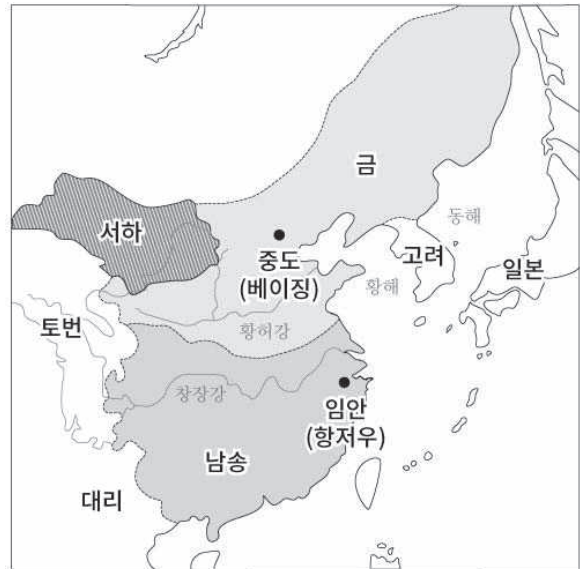 금
서하
동해
중도
(베이징)
고려
일본
황해
토번
황허강
창장강
임안
(항저우)
남송
대리